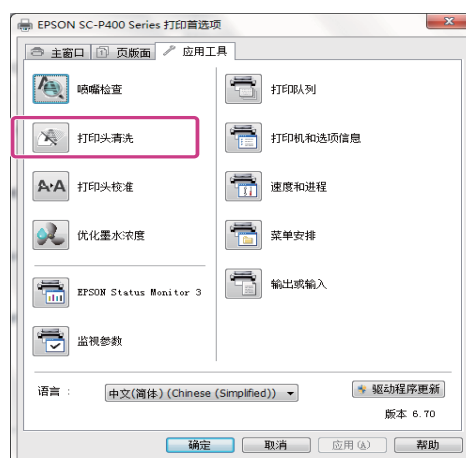 EPSON SC-P400 Series 打印首选项
主窗口 页版面 应用工具
喷嘴检查
打印头清洗
打印头校准
优化墨水浓度
EPSON Status Monitor 3
监视参数
打印队列
打印机和选项信息
速度和进程
菜单安排
输出或输入
语言 :
中文(简体) (Chinese (Simplified))
驱动程序更新
版本 6.70
确定 取消 应用(A) 帮助